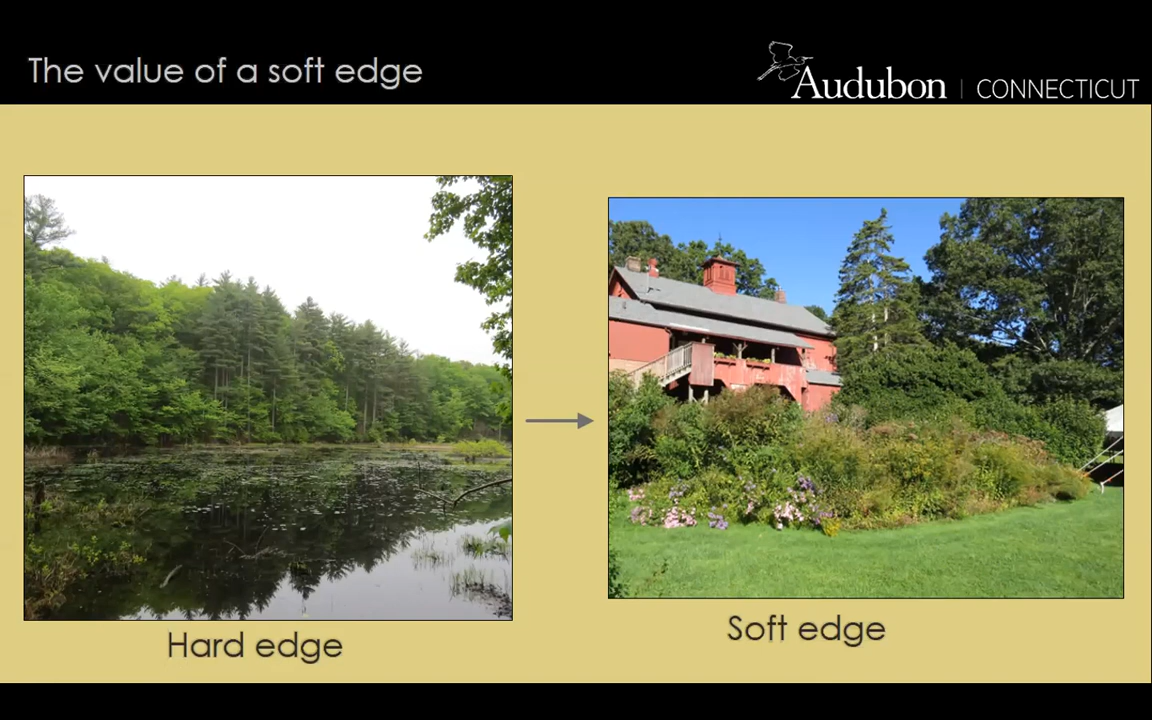 The value of a soft edge
Audubon | CONNECTICUT
Hard edge
Soft edge